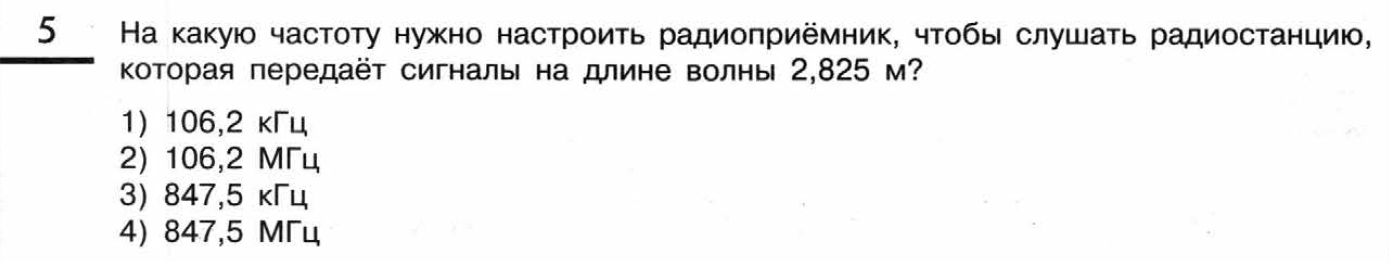 5 На какую частоту нужно настроить радиоприёмник, чтобы слушать радиостанцию,
которая передаёт сигналы на длине волны 2,825 м?
1) 106,2 кГц
2) 106,2 МГц
3) 847,5 кГц
4) 847,5 МГц